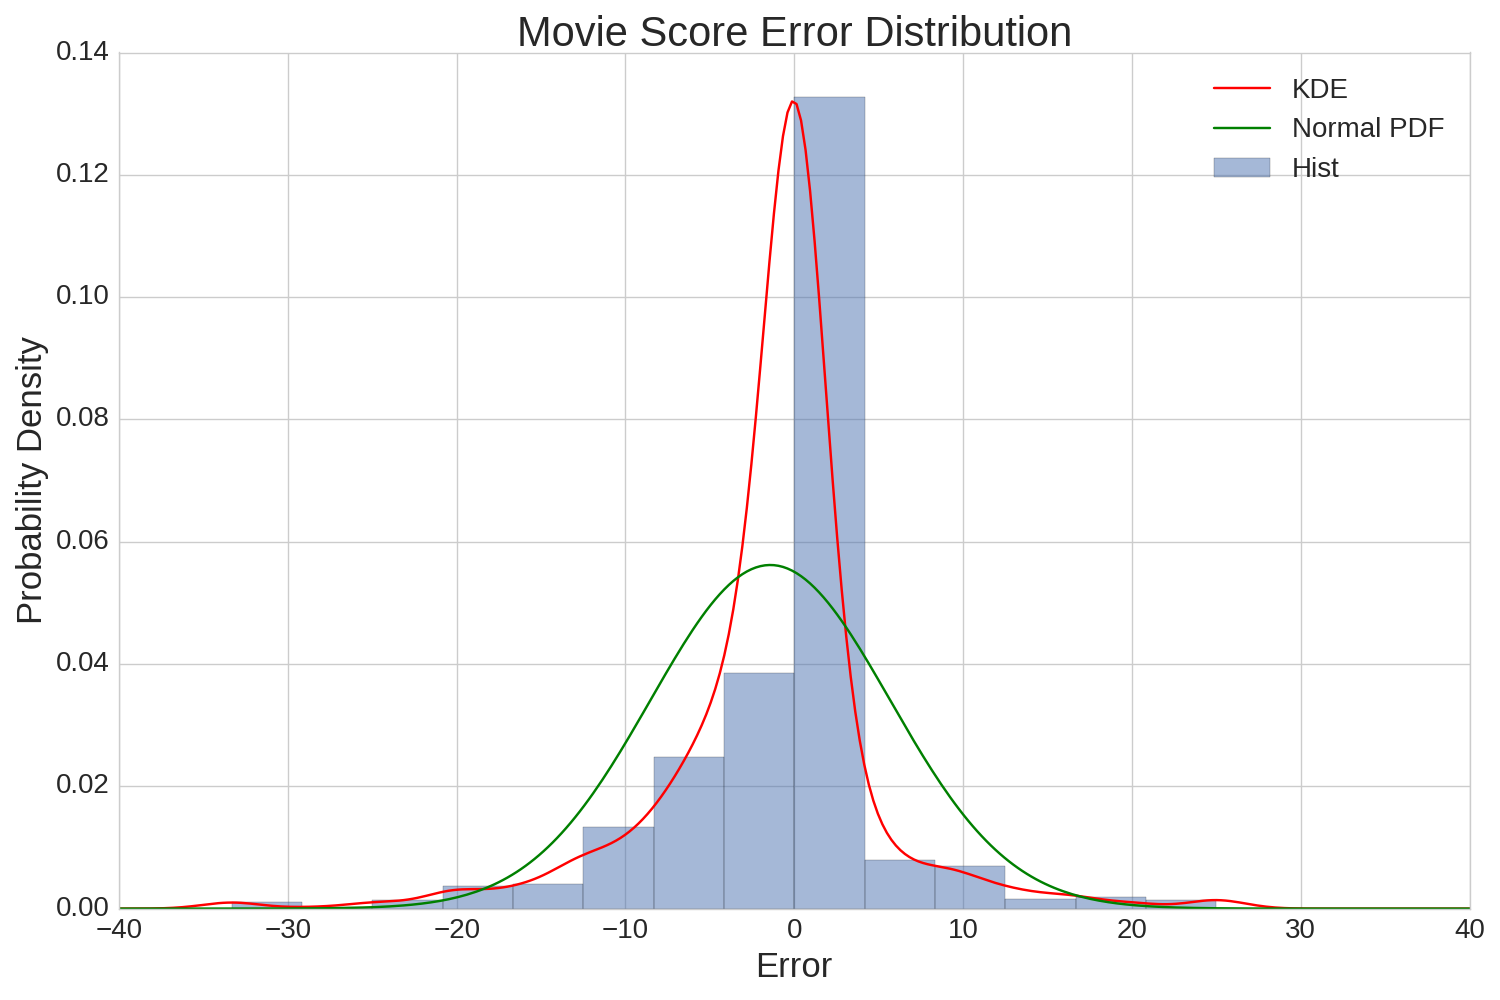 Movie Score Error Distribution
KDE
Normal PDF
Hist
Probability Density
0.14
0.12
0.10
0.08
0.06
0.04
0.02
0.00
−40 −30 −20 −10 0 10 20 30 40
Error